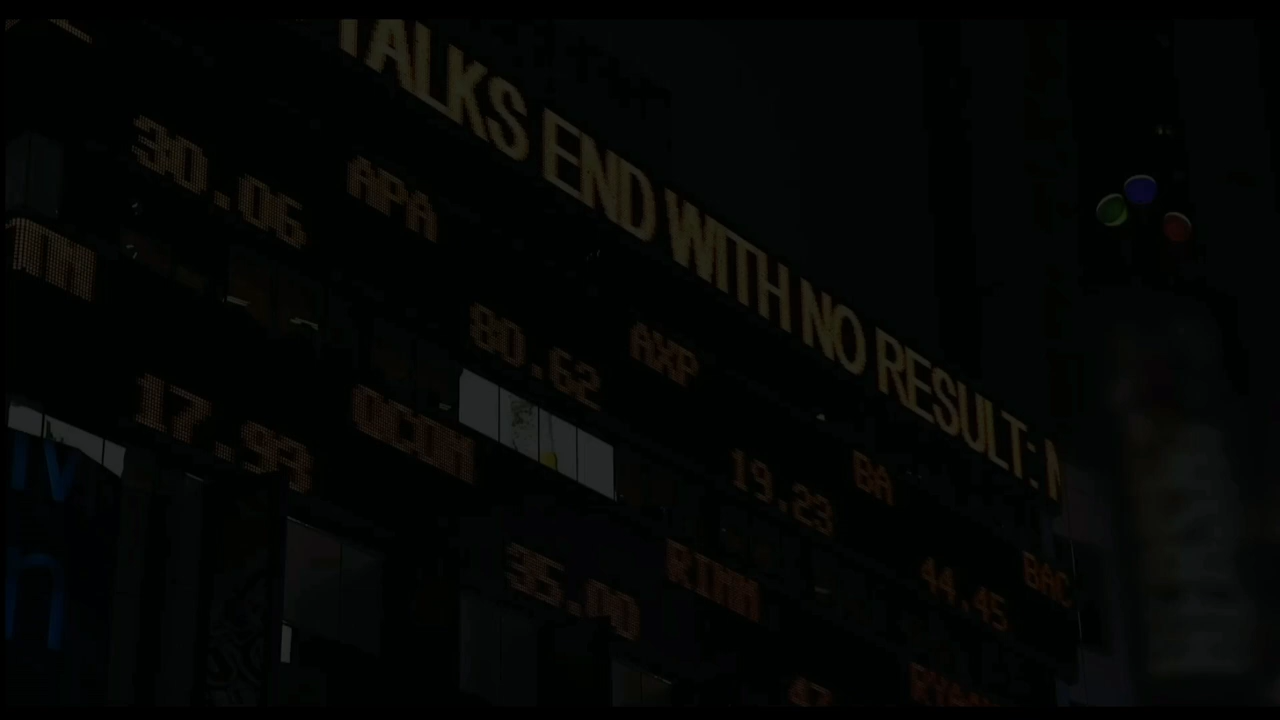 TALKS END WITH NO RESULT:
30.06 APA
80.62 AXP
19.23 BA
44.45 BAC
17.93 QCOM
35.00 RIMM